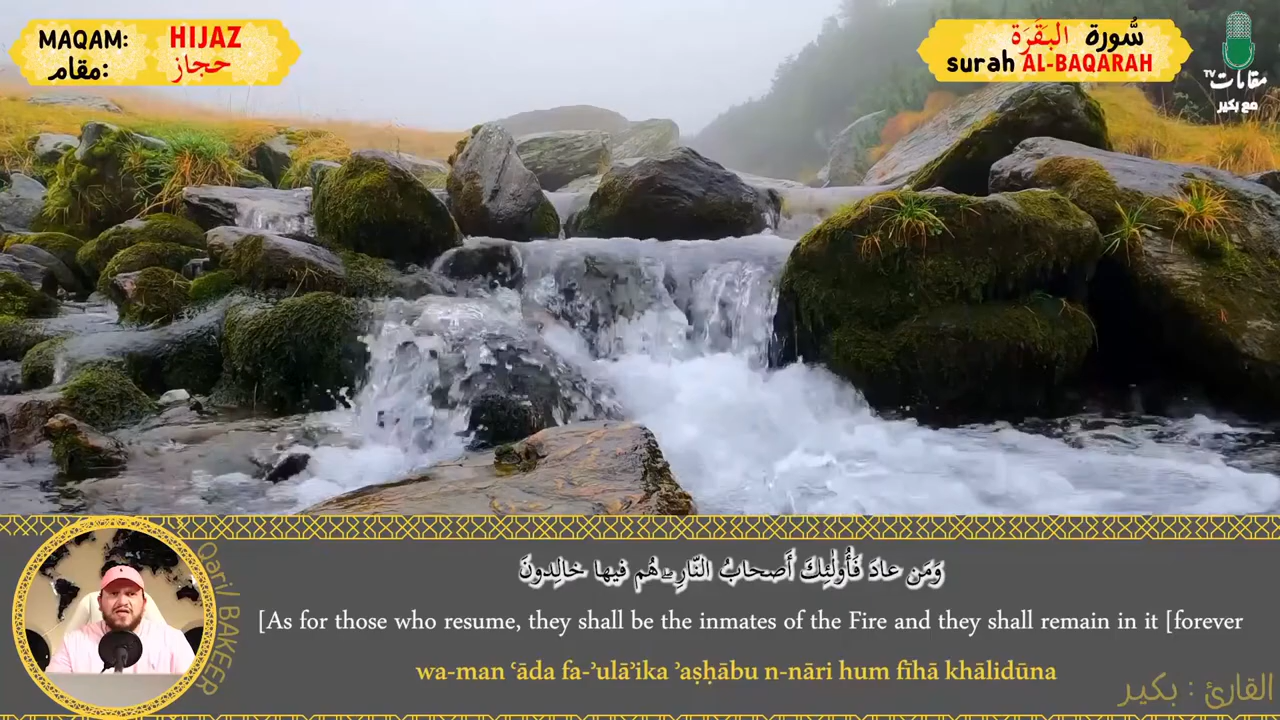 MAQAM: HIJAZ
مقام: حجاز
سُّورة البَقَرَة
surah AL-BAQARAH
مقامات TV
مع بكير
وَمَن عادَ فَأُولٰئِكَ أَصحابُ النّارِ ۖ هُم فيها خالِدونَ
[As for those who resume, they shall be the inmates of the Fire and they shall remain in it [forever
wa-man ʿāda fa-ʾulāʾika ʾaṣḥābu n-nāri hum fīhā khālidūna
Qari/ BAKEER
القارئ : بكير